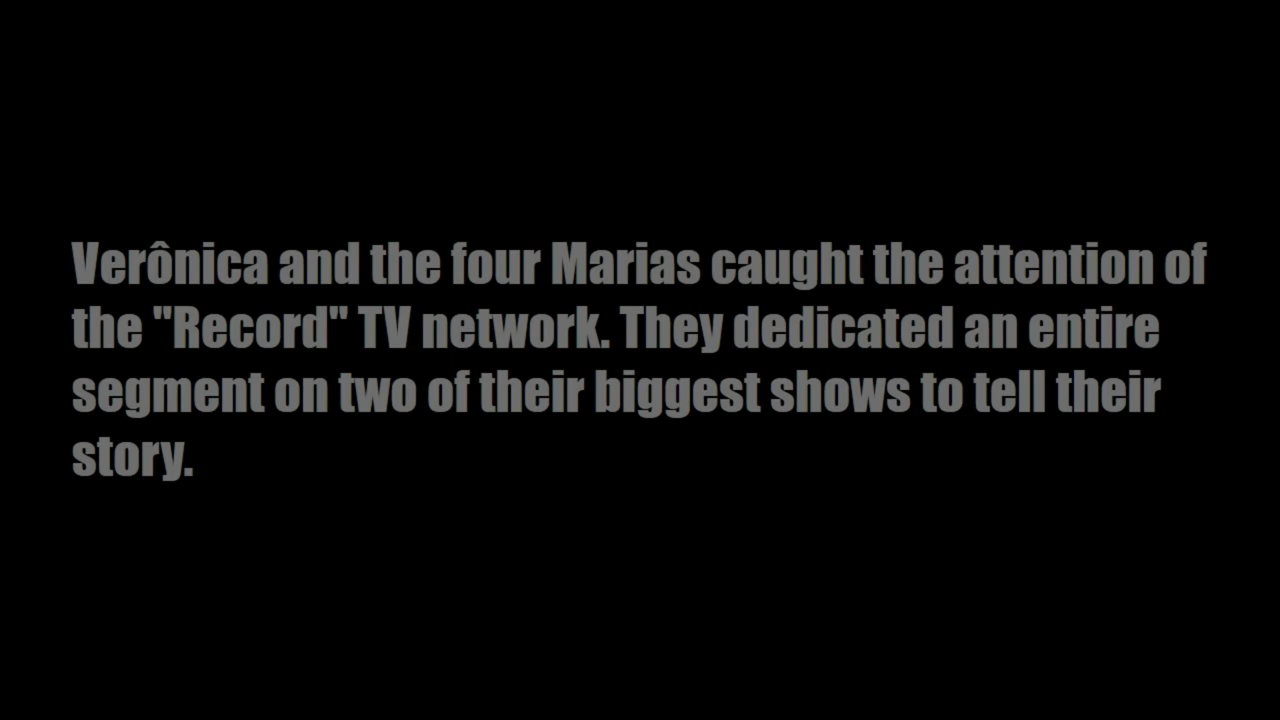 Verônica and the four Marias caught the attention of
the "Record" TV network. They dedicated an entire
segment on two of their biggest shows to tell their
story.